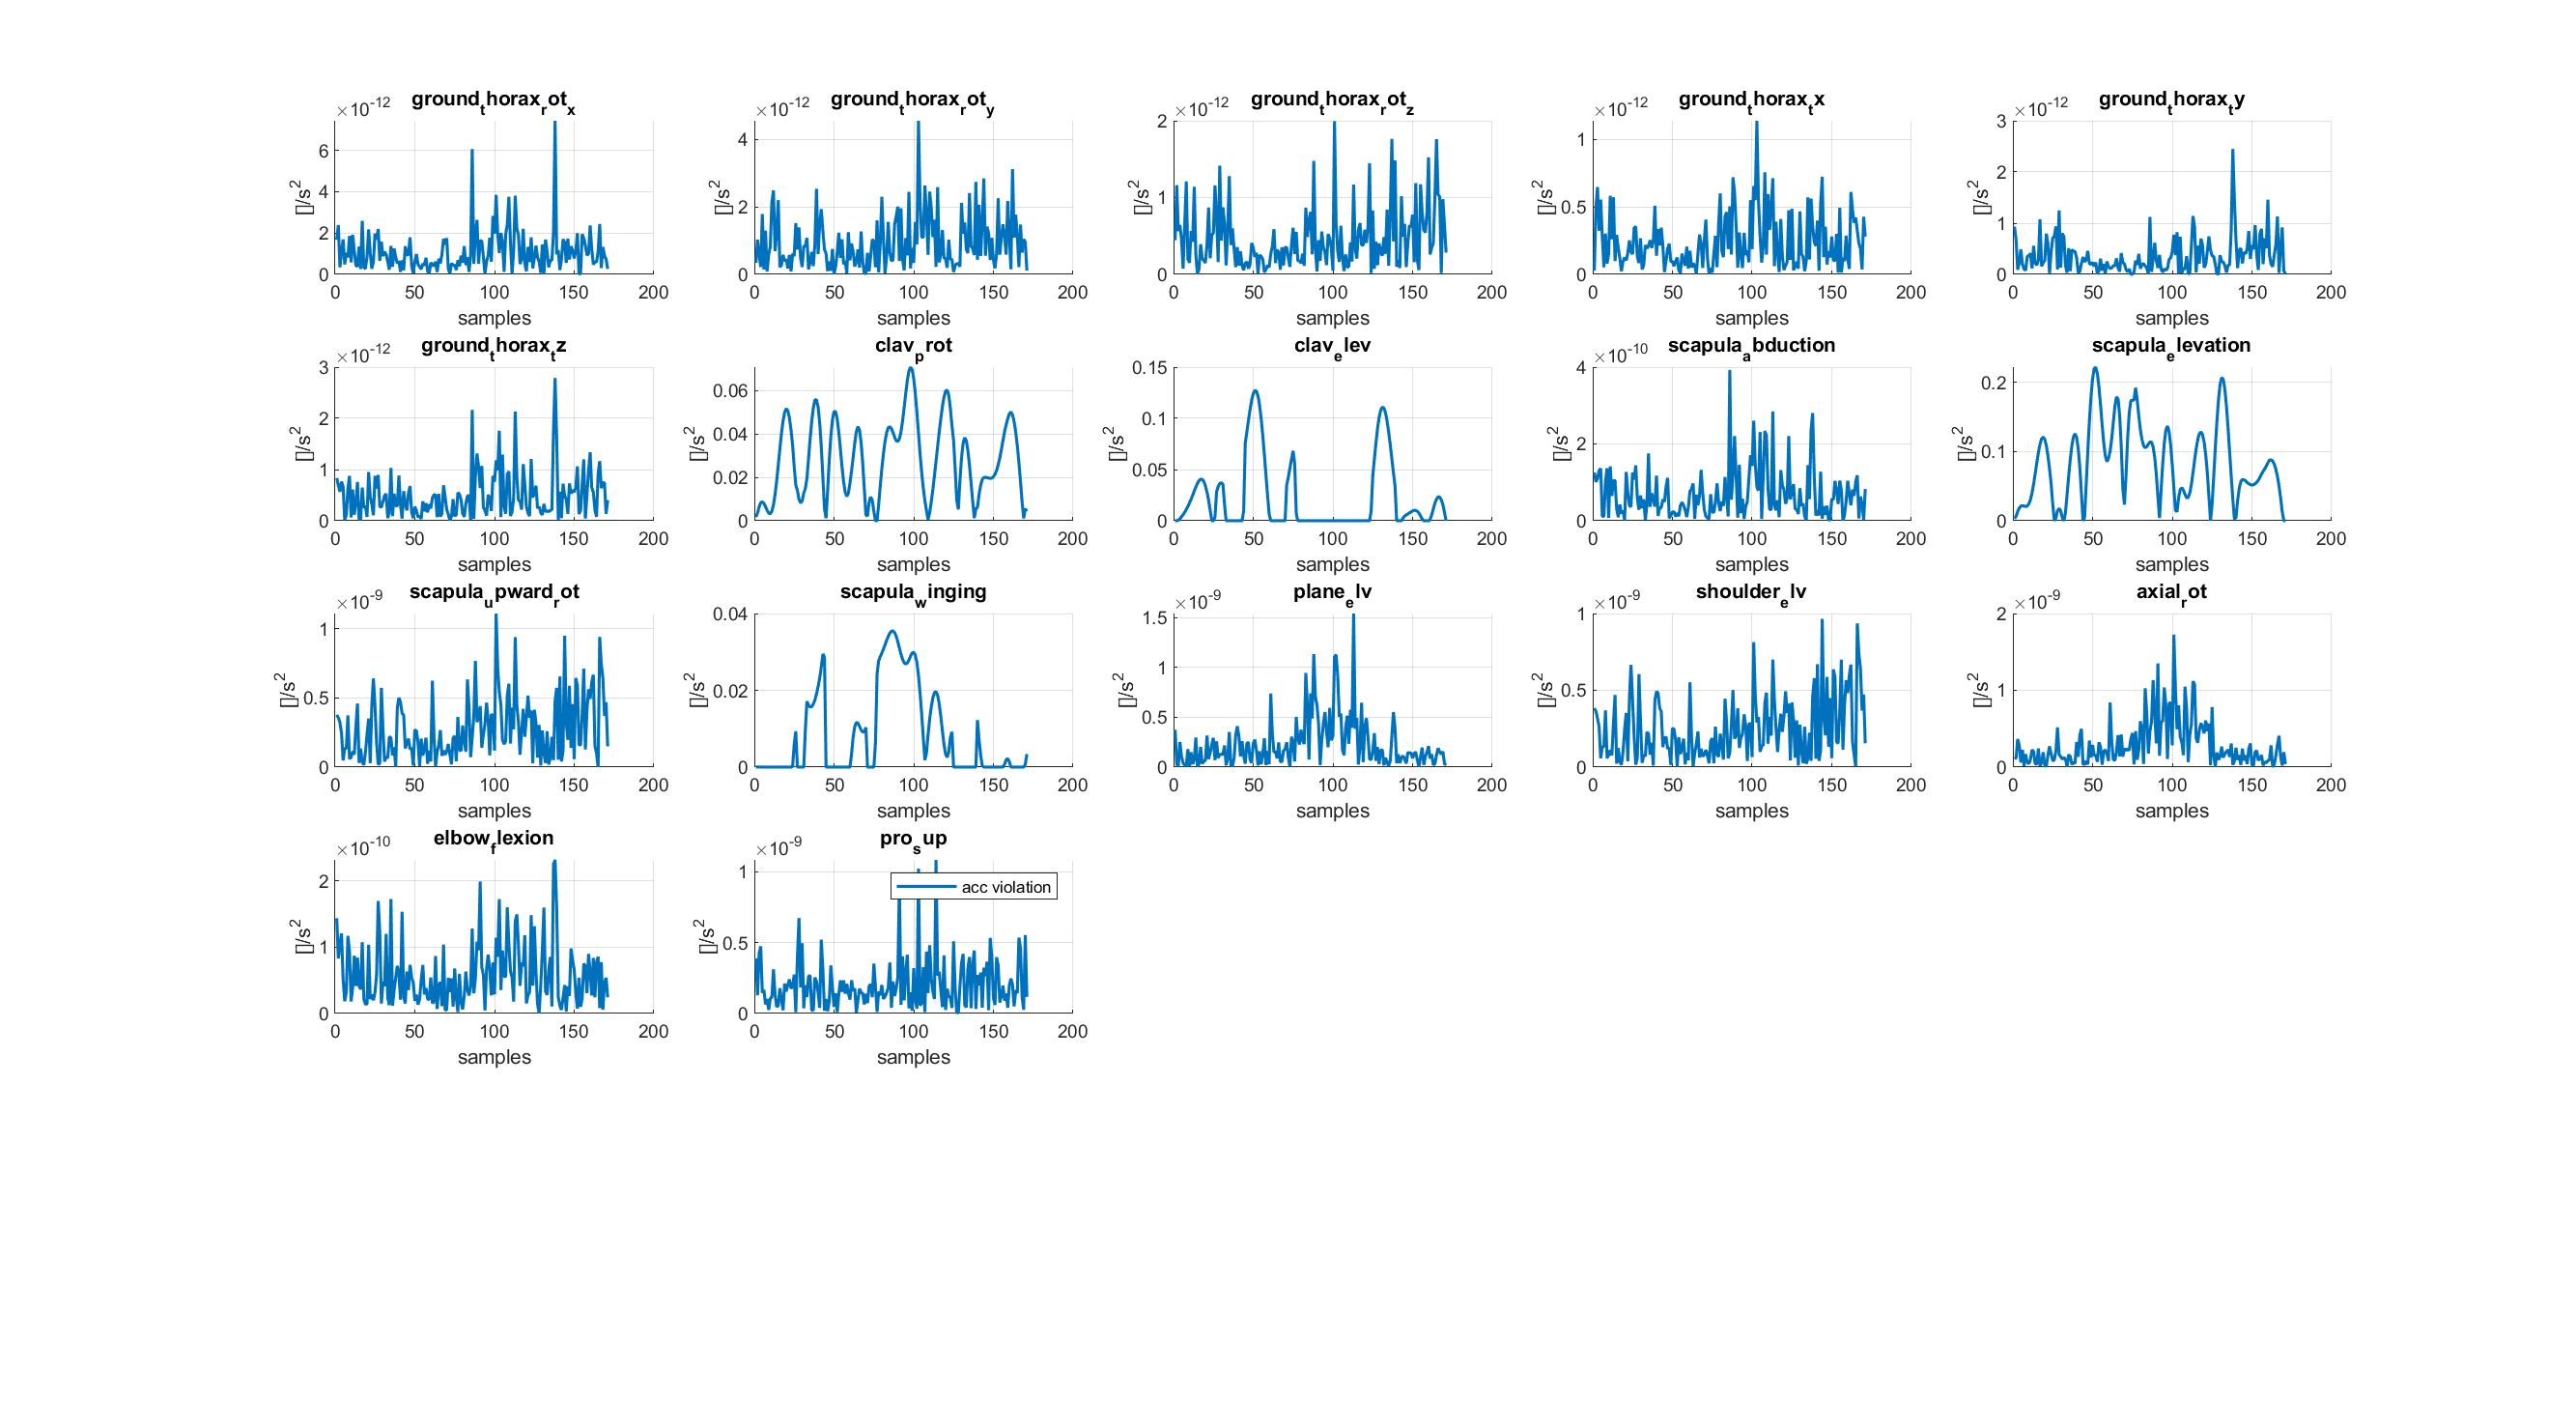 ×10-12 ground_thorax_rot_x ×10-12 ground_thorax_rot_y ×10-12 ground_thorax_rot_z ×10-12 ground_thorax_tx ×10-12 ground_thorax_ty
[]/s2 6 4 2 0 []/s2 4 2 0 []/s2 2 1 0 []/s2 1 0.5 0 []/s2 3 2 1 0
0 50 100 150 200 0 50 100 150 200 0 50 100 150 200 0 50 100 150 200 0 50 100 150 200
samples samples samples samples samples
×10-12 ground_thorax_tz clav_prot clav_elev ×10-10 scapula_abduction scapula_elevation
[]/s2 3 2 1 0 []/s2 0.06 0.04 0.02 0 []/s2 0.15 0.1 0.05 0 []/s2 4 2 0 []/s2 0.2 0.1 0
0 50 100 150 200 0 50 100 150 200 0 50 100 150 200 0 50 100 150 200 0 50 100 150 200
samples samples samples samples samples
×10-9 scapula_upward_rot scapula_winging ×10-9 plane_elv ×10-9 shoulder_elv ×10-9 axial_rot
[]/s2 1 0.5 0 []/s2 0.04 0.02 0 []/s2 1.5 1 0.5 0 []/s2 1 0.5 0 []/s2 2 1 0
0 50 100 150 200 0 50 100 150 200 0 50 100 150 200 0 50 100 150 200 0 50 100 150 200
samples samples samples samples samples
×10-10 elbow_flexion ×10-9 pro_sup
[]/s2 2 1 0 []/s2 1 0.5 0
acc violation
0 50 100 150 200 0 50 100 150 200
samples samples